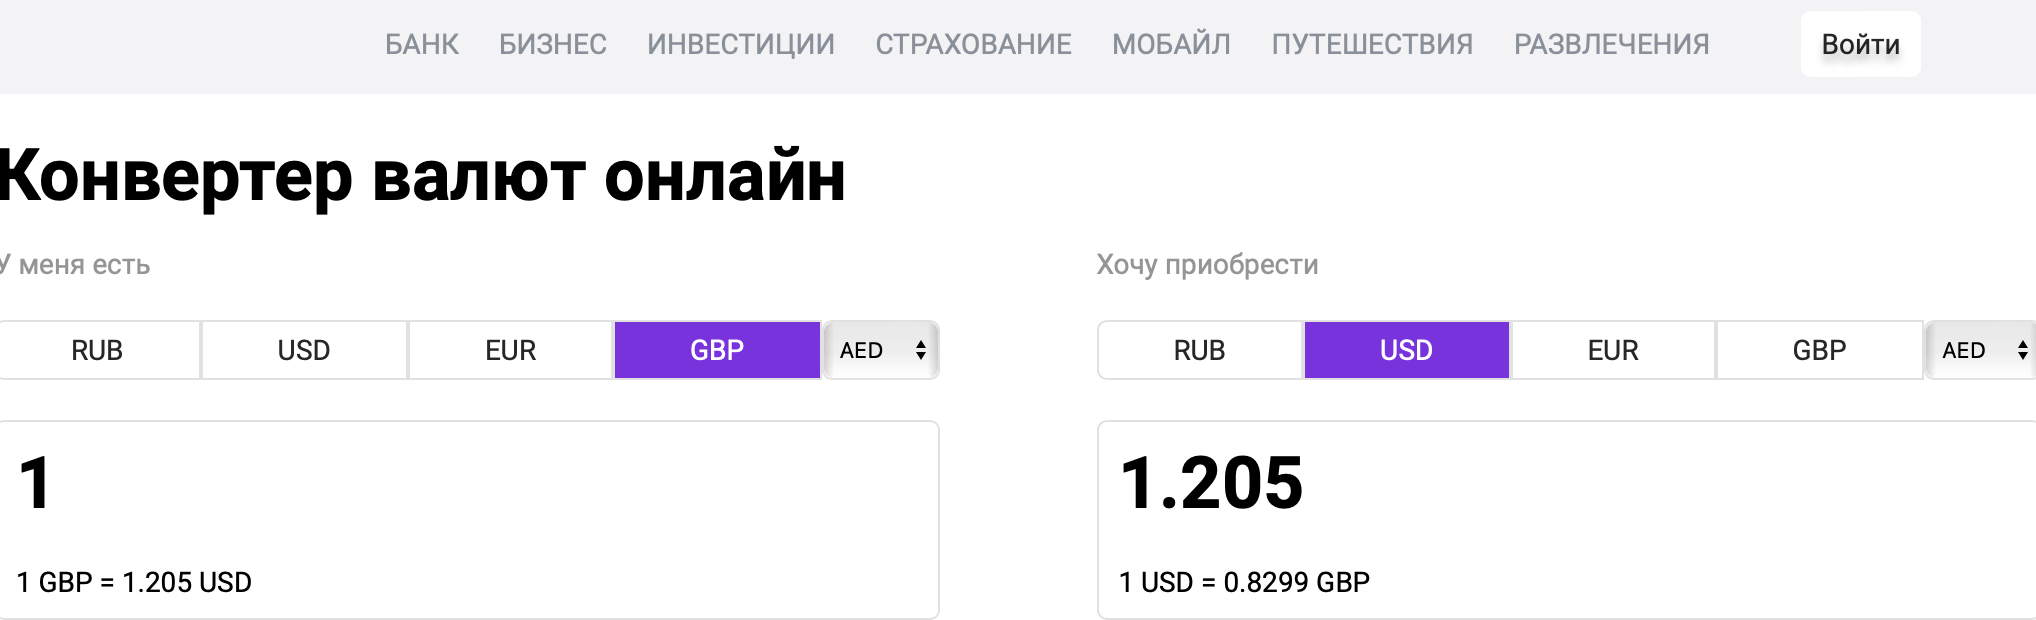 БАНК БИЗНЕС ИНВЕСТИЦИИ СТРАХОВАНИЕ МОБАЙЛ ПУТЕШЕСТВИЯ РАЗВЛЕЧЕНИЯ Войти
Конвертер валют онлайн
У меня есть
Хочу приобрести
RUB USD EUR GBP AED
RUB USD EUR GBP AED
1
1.205
1 GBP = 1.205 USD
1 USD = 0.8299 GBP